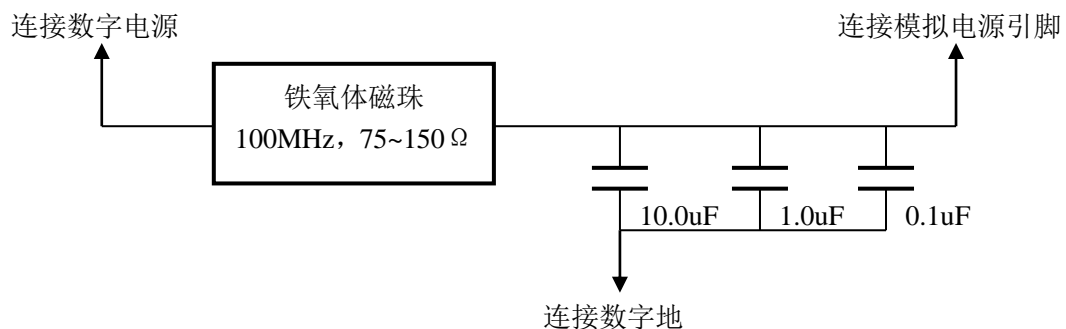 连接数字电源
连接模拟电源引脚
铁氧体磁珠
100MHz，75~150Ω
10.0uF
1.0uF
0.1uF
连接数字地